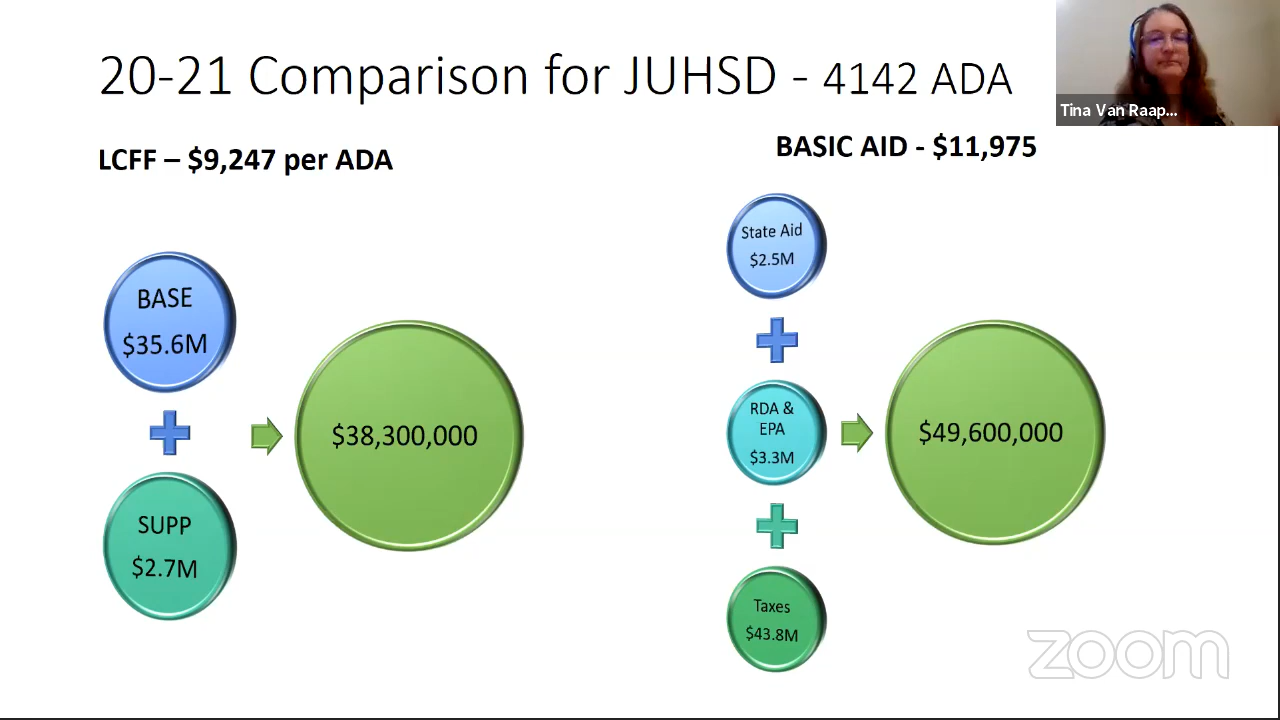 20-21 Comparison for JUHSD - 4142 ADA
Tina Van Raap...
LCFF – $9,247 per ADA
BASE
$35.6M
SUPP
$2.7M
$38,300,000
BASIC AID - $11,975
State Aid
$2.5M
RDA &
EPA
$3.3M
Taxes
$43.8M
$49,600,000
zoom